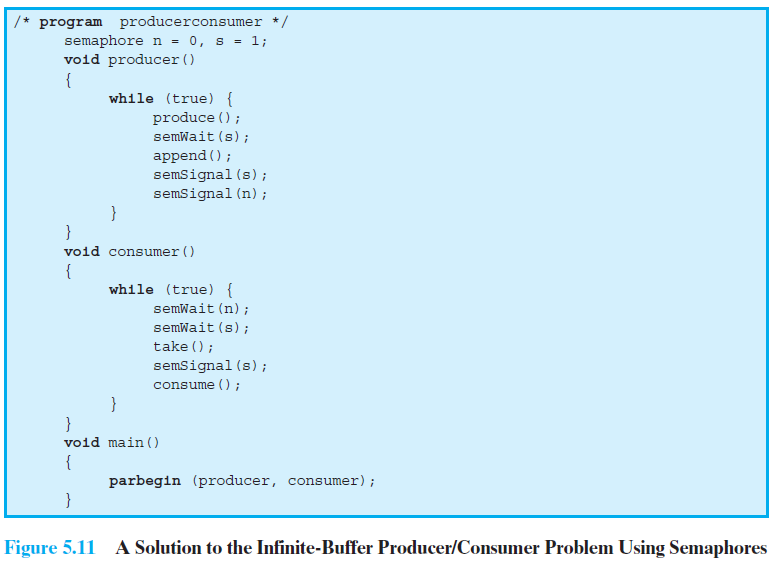 /* program producerconsumer */
semaphore n = 0, s = 1;
void producer()
{
while (true) {
produce();
semWait(s);
append();
semSignal(s);
semSignal(n);
}
}
void consumer()
{
while (true) {
semWait(n);
semWait(s);
take();
semSignal(s);
consume();
}
}
void main()
{
parbegin (producer, consumer);
}
Figure 5.11 A Solution to the Infinite-Buffer Producer/Consumer Problem Using Semaphores